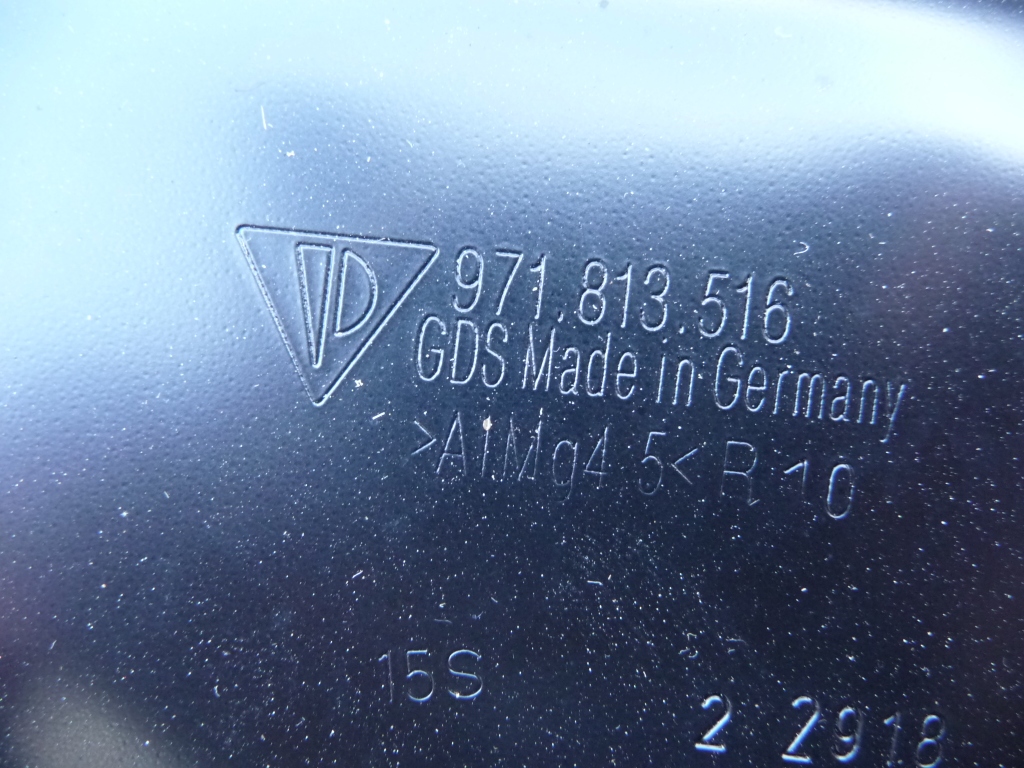 971.813.516
GDS Made in Germany
>AlMg4 5< R 10
15S
2 2918